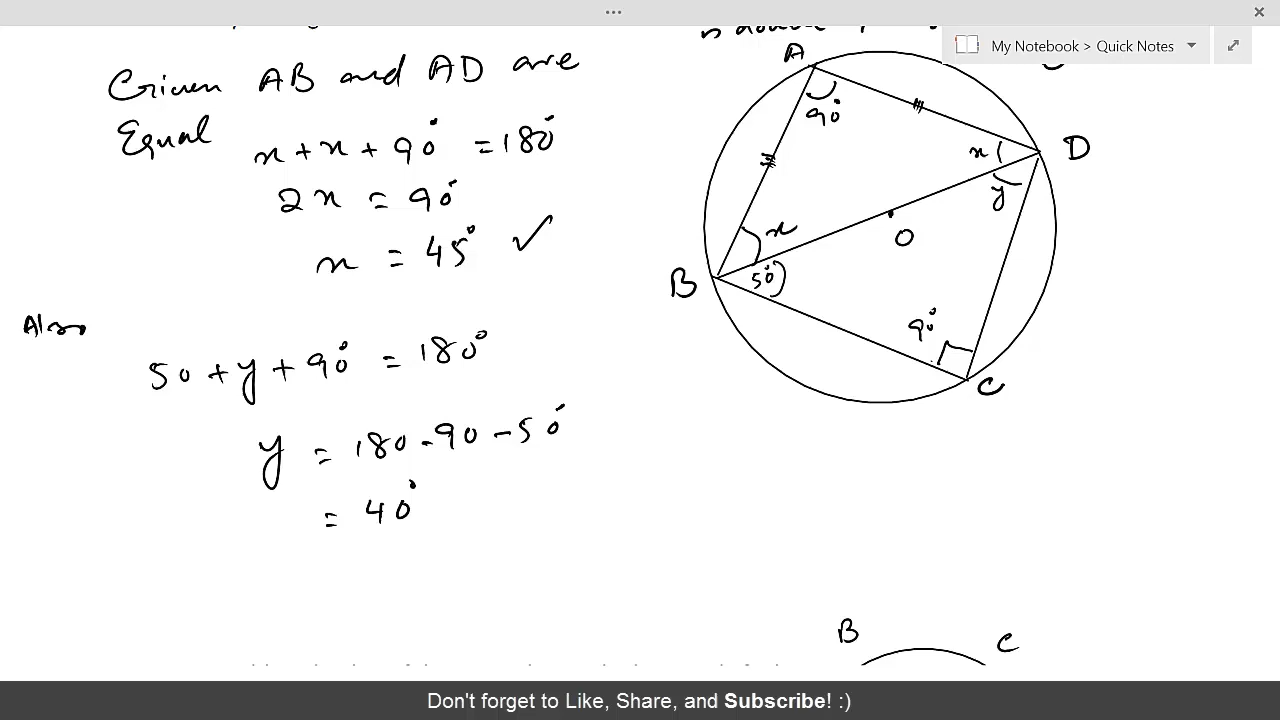 My Notebook > Quick Notes
Given AB and AD are
Equal
x + x + 90° = 180°
2x = 90°
x = 45° ✓
Also
50 + y + 90° = 180°
y = 180 - 90 - 50°
= 40°
A
90°
x
D
y
x
O
B
50°
90°
C
B
C
Don't forget to Like, Share, and Subscribe! :)